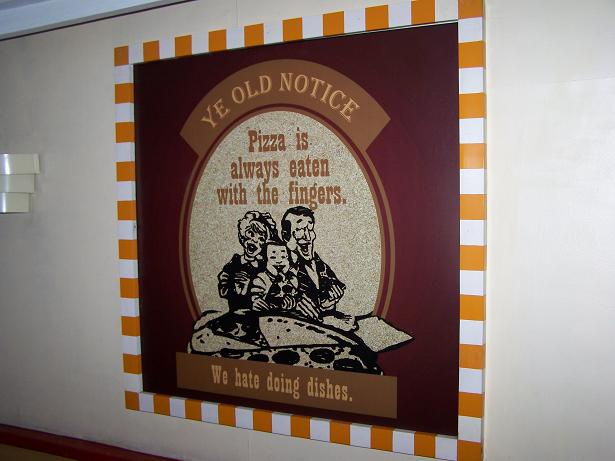 YE OLD NOTICE
Pizza is
always eaten
with the fingers.
We hate doing dishes.